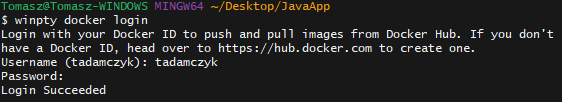 Tomasz@Tomasz-WINDOWS MINGW64 ~/Desktop/JavaApp
$ winpty docker login
Login with your Docker ID to push and pull images from Docker Hub. If you don't
have a Docker ID, head over to https://hub.docker.com to create one.
Username (tadamczyk): tadamczyk
Password:
Login Succeeded